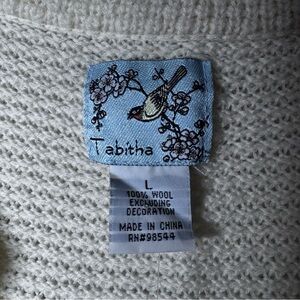 Tabitha
L
100% WOOL
EXCLUDING
DECORATION
MADE IN CHINA
RN#98544